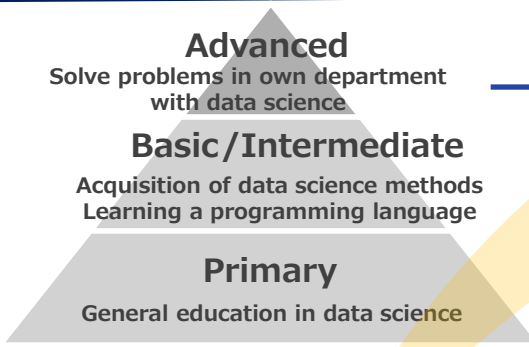 Advanced
Solve problems in own department
with data science
Basic/Intermediate
Acquisition of data science methods
Learning a programming language
Primary
General education in data science